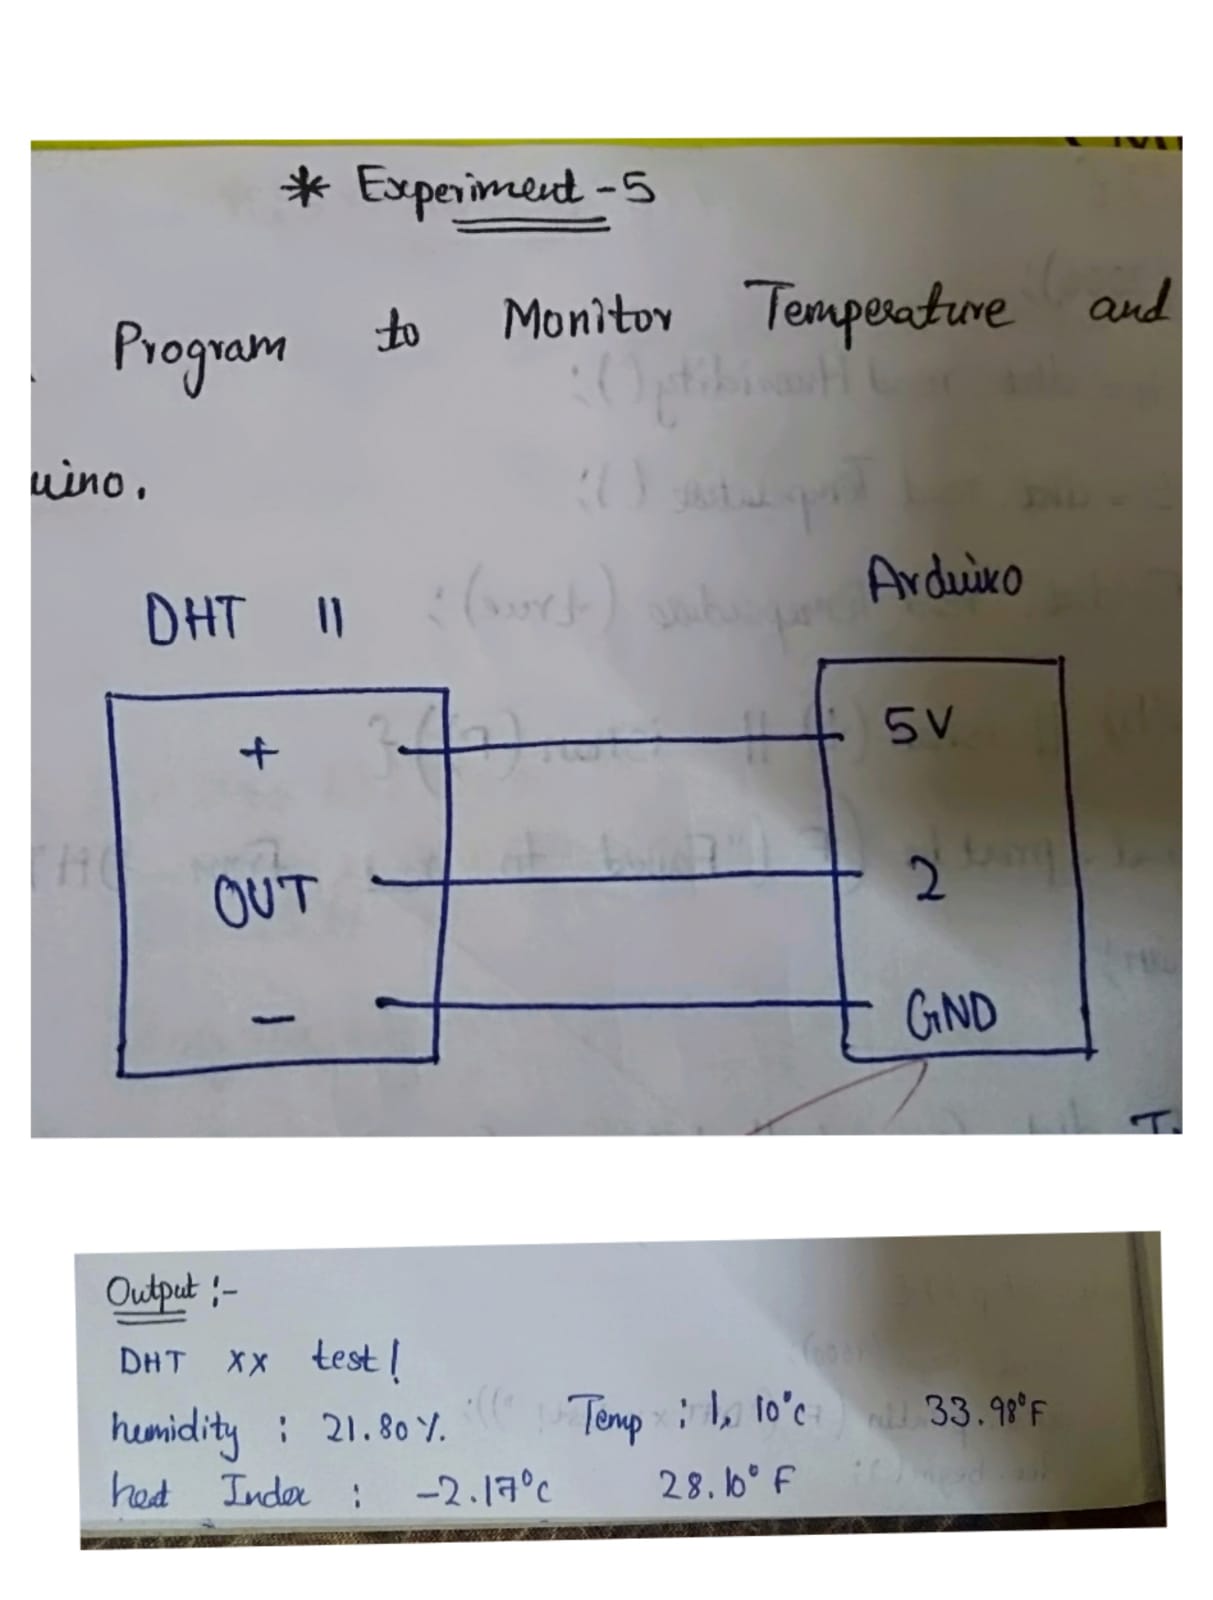 * Experiment - 5
Program to Monitor Temperature and
uino.
DHT 11
Arduino
+ 5V
OUT 2
- GND
Output :-
DHT xx test!
humidity : 21.80%. Temp : 1.10°C 33.98°F
heat Index : -2.17°C 28.10°F